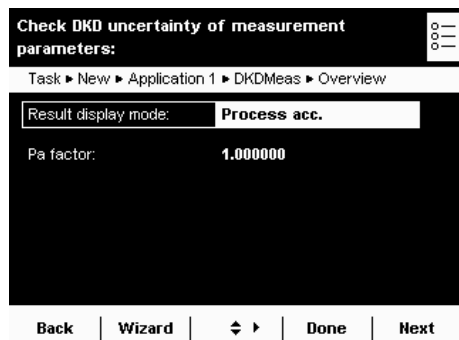 Check DKD uncertainty of measurement
parameters:
Task ▸ New ▸ Application 1 ▸ DKDMeas ▸ Overview
Result display mode: Process acc.
Pa factor: 1.000000
Back Wizard Done Next